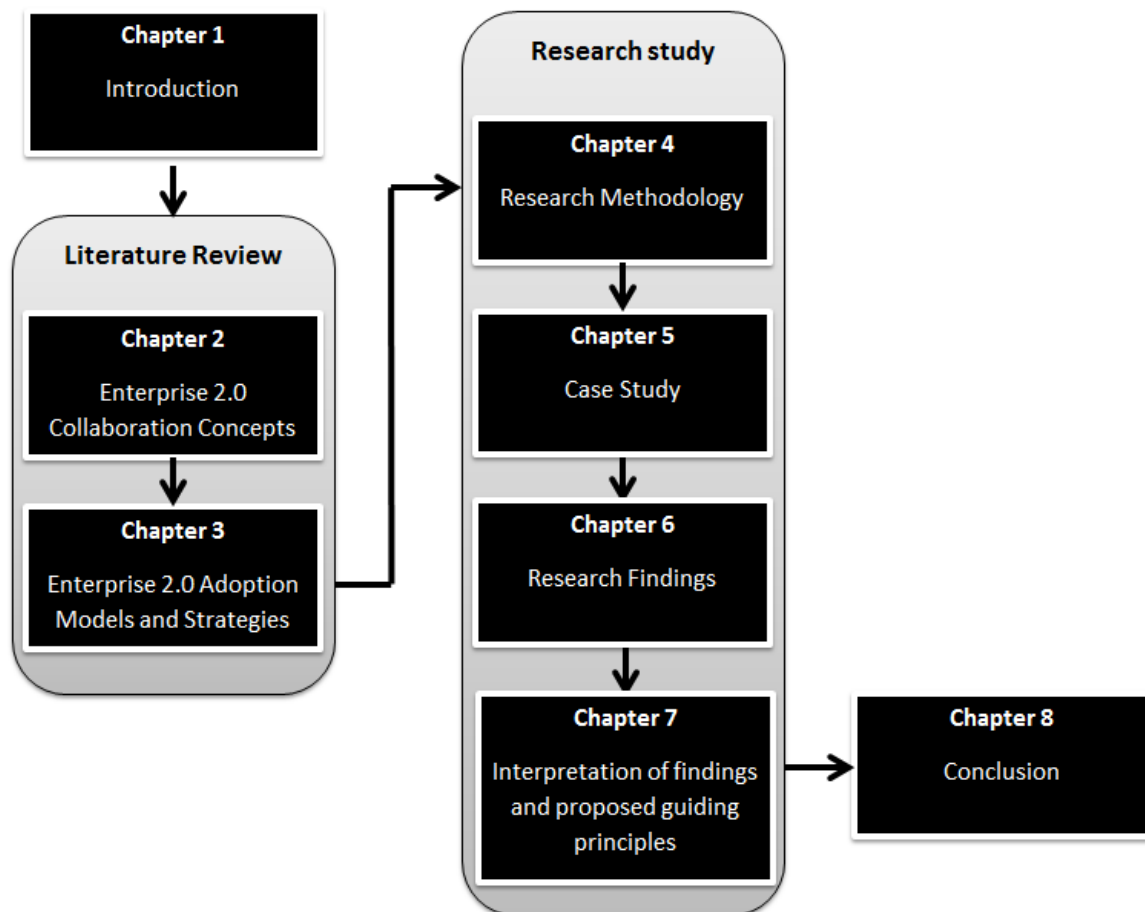 Chapter 1
Introduction
Literature Review
Chapter 2
Enterprise 2.0
Collaboration Concepts
Chapter 3
Enterprise 2.0 Adoption
Models and Strategies
Research study
Chapter 4
Research Methodology
Chapter 5
Case Study
Chapter 6
Research Findings
Chapter 7
Interpretation of findings
and proposed guiding
principles
Chapter 8
Conclusion